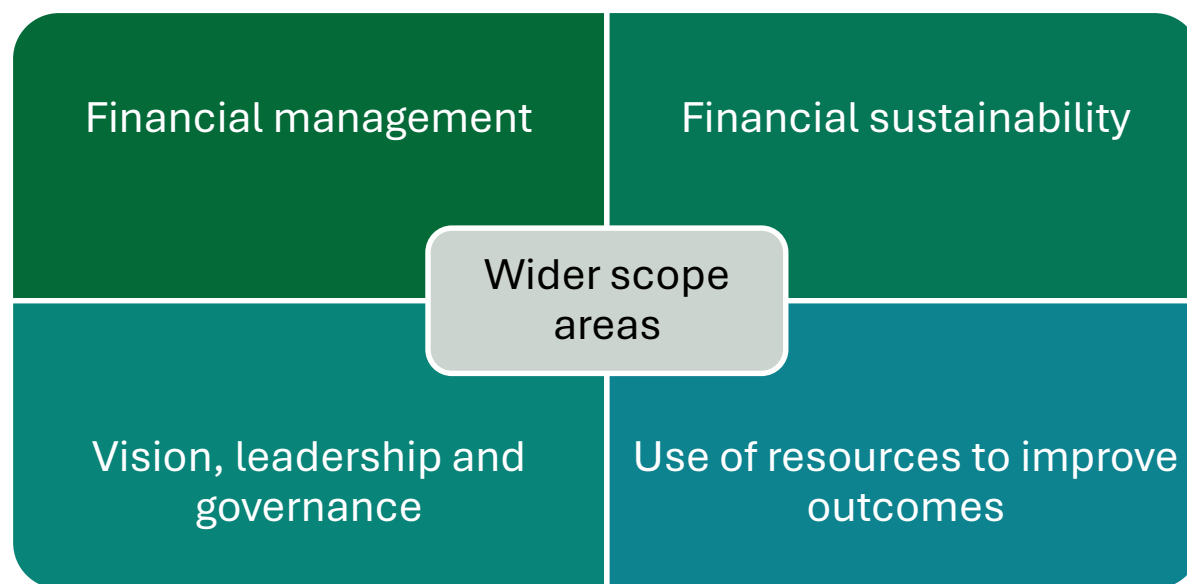 Financial management
Financial sustainability
Wider scope
areas
Vision, leadership and
governance
Use of resources to improve
outcomes